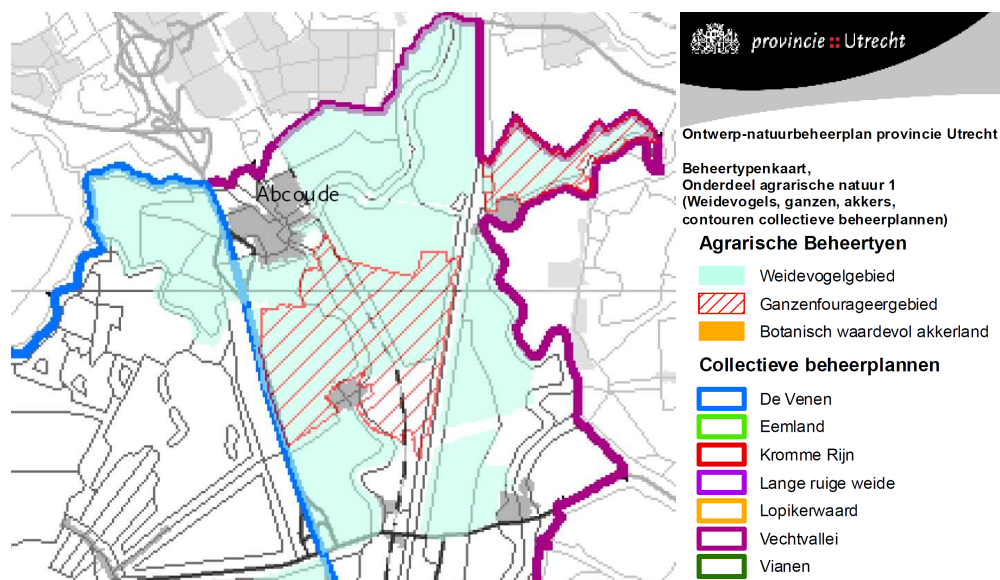 Abcoude
provincie :: Utrecht
Ontwerp-natuurbeheerplan provincie Utrecht
Beheertypenkaart,
Onderdeel agrarische natuur 1
(Weidevogels, ganzen, akkers,
contouren collectieve beheerplannen)
Agrarische Beheertyen
Weidevogelgebied
Ganzenfourageergebied
Botanisch waardevol akkerland
Collectieve beheerplannen
De Venen
Eemland
Kromme Rijn
Lange ruige weide
Lopikerwaard
Vechtvallei
Vianen